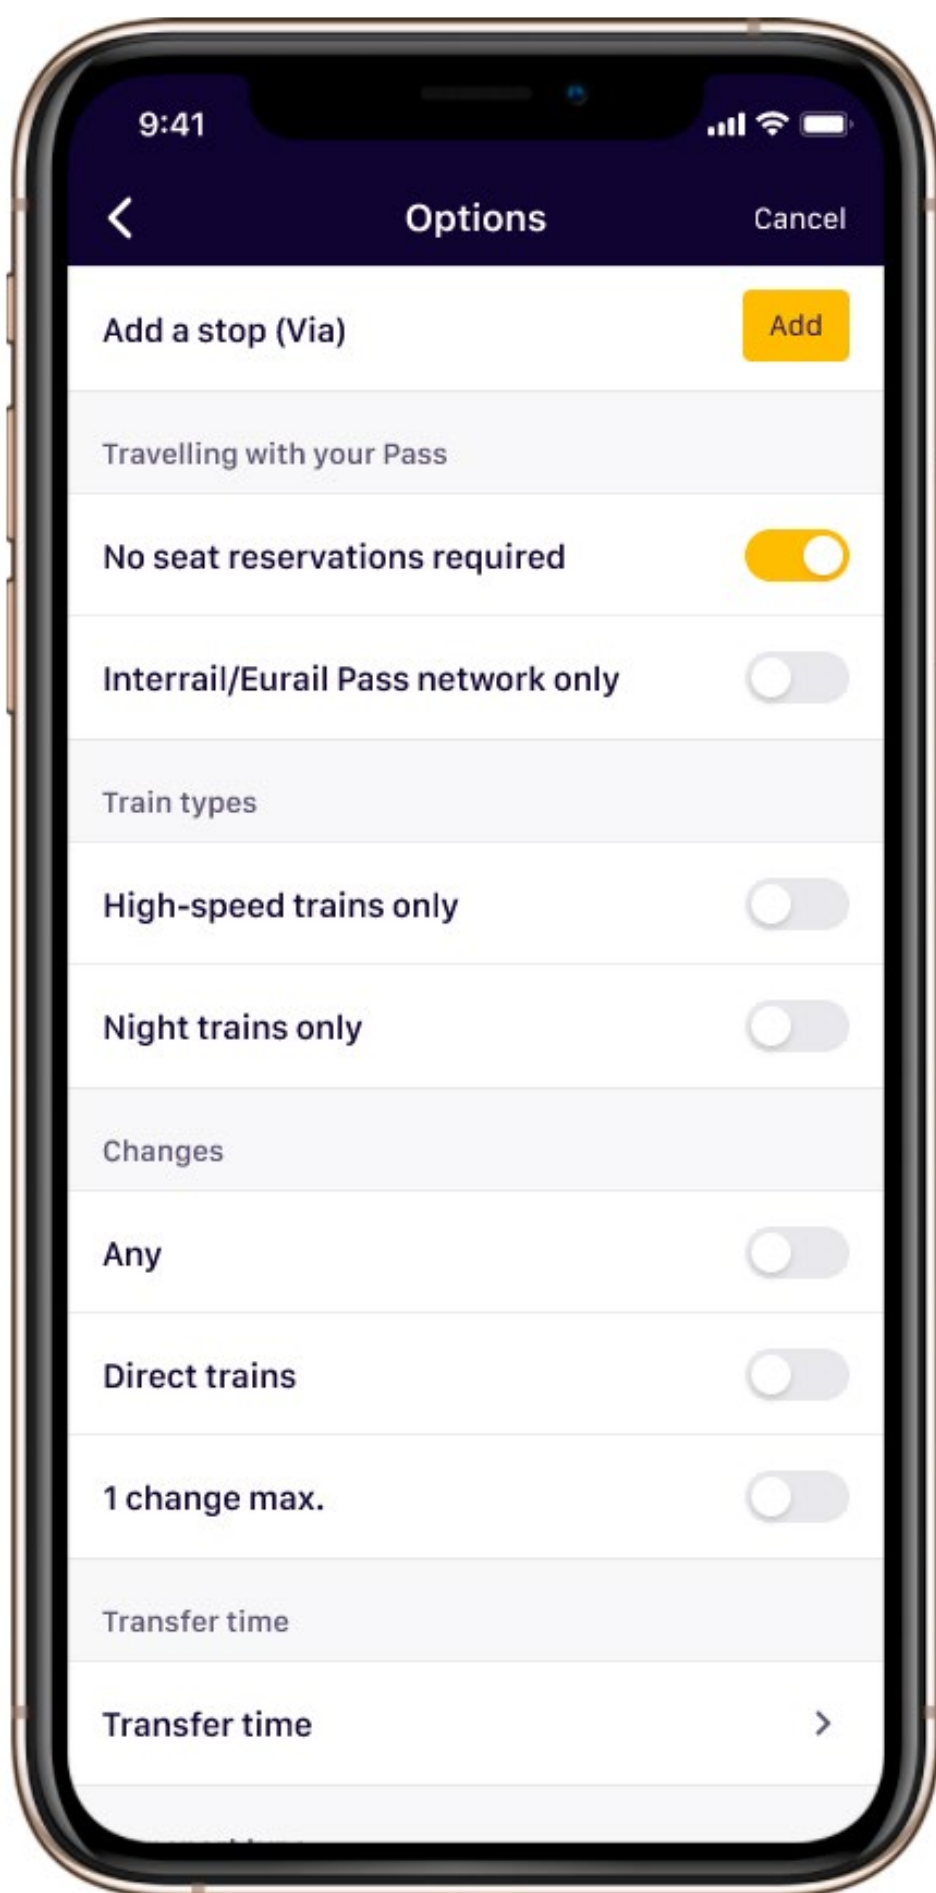 9:41
Options
Cancel
Add a stop (Via)
Add
Travelling with your Pass
No seat reservations required
Interrail/Eurail Pass network only
Train types
High-speed trains only
Night trains only
Changes
Any
Direct trains
1 change max.
Transfer time
Transfer time